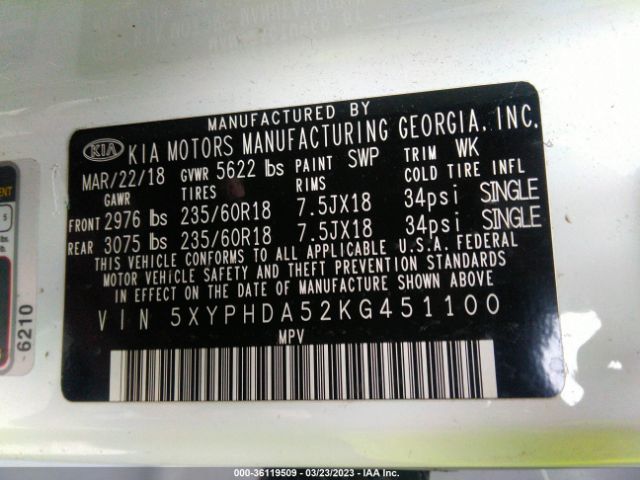 MANUFACTURED BY
KIA KIA MOTORS MANUFACTURING GEORGIA, INC.
MAR/22/18 GVWR 5622 lbs PAINT SWP TRIM WK
GAWR TIRES RIMS COLD TIRE INFL
FRONT 2976 lbs 235/60R18 7.5JX18 34psi SINGLE
REAR 3075 lbs 235/60R18 7.5JX18 34psi SINGLE
THIS VEHICLE CONFORMS TO ALL APPLICABLE U.S.A. FEDERAL
MOTOR VEHICLE SAFETY AND THEFT PREVENTION STANDARDS
IN EFFECT ON THE DATE OF MANUFACTURE SHOWN ABOVE
VIN 5XYPHDA52KG451100
MPV
6210
5
000-36119509 - 03/23/2023 - IAA Inc.